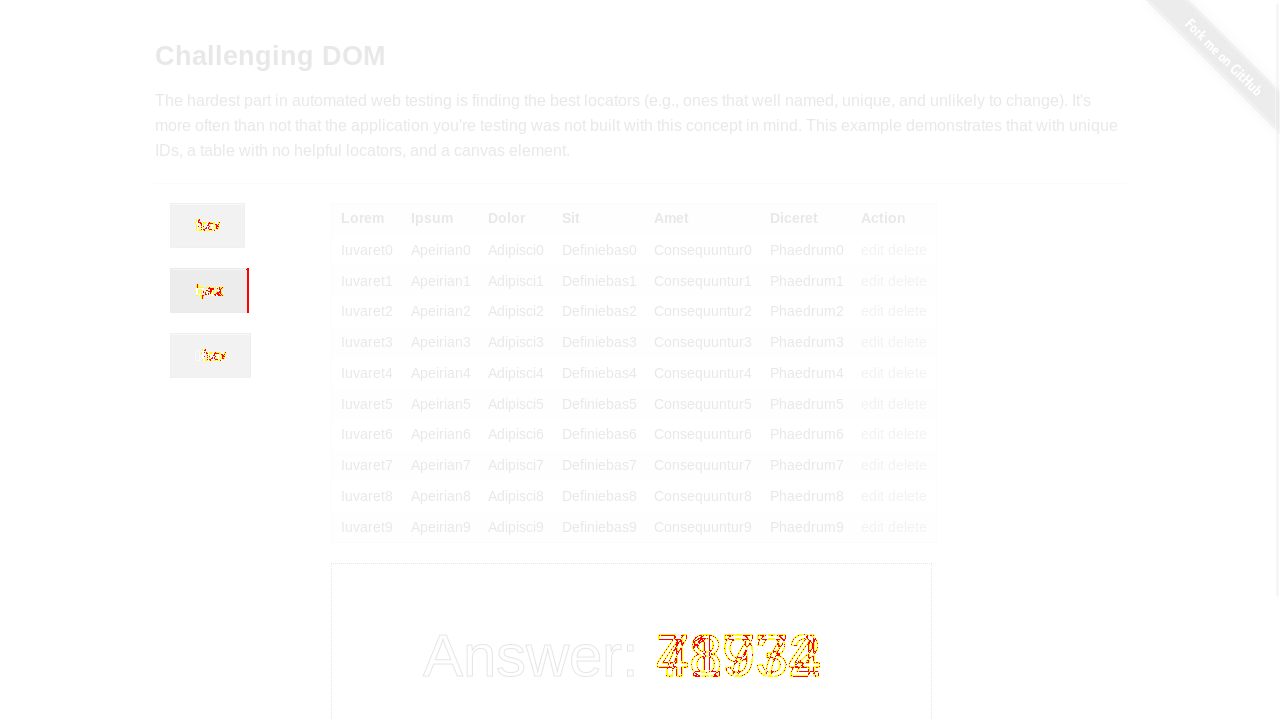 Fork me on GitHub
Challenging DOM
The hardest part in automated web testing is finding the best locators (e.g., ones that well named, unique, and unlikely to change). It's
more often than not that the application you're testing was not built with this concept in mind. This example demonstrates that with unique
IDs, a table with no helpful locators, and a canvas element.
Lorem Ipsum Dolor Sit Amet Diceret Action
Iuvaret0 Apeirian0 Adipisci0 Definiebas0 Consequuntur0 Phaedrum0 edit delete
Iuvaret1 Apeirian1 Adipisci1 Definiebas1 Consequuntur1 Phaedrum1 edit delete
Iuvaret2 Apeirian2 Adipisci2 Definiebas2 Consequuntur2 Phaedrum2 edit delete
Iuvaret3 Apeirian3 Adipisci3 Definiebas3 Consequuntur3 Phaedrum3 edit delete
Iuvaret4 Apeirian4 Adipisci4 Definiebas4 Consequuntur4 Phaedrum4 edit delete
Iuvaret5 Apeirian5 Adipisci5 Definiebas5 Consequuntur5 Phaedrum5 edit delete
Iuvaret6 Apeirian6 Adipisci6 Definiebas6 Consequuntur6 Phaedrum6 edit delete
Iuvaret7 Apeirian7 Adipisci7 Definiebas7 Consequuntur7 Phaedrum7 edit delete
Iuvaret8 Apeirian8 Adipisci8 Definiebas8 Consequuntur8 Phaedrum8 edit delete
Iuvaret9 Apeirian9 Adipisci9 Definiebas9 Consequuntur9 Phaedrum9 edit delete
Answer: